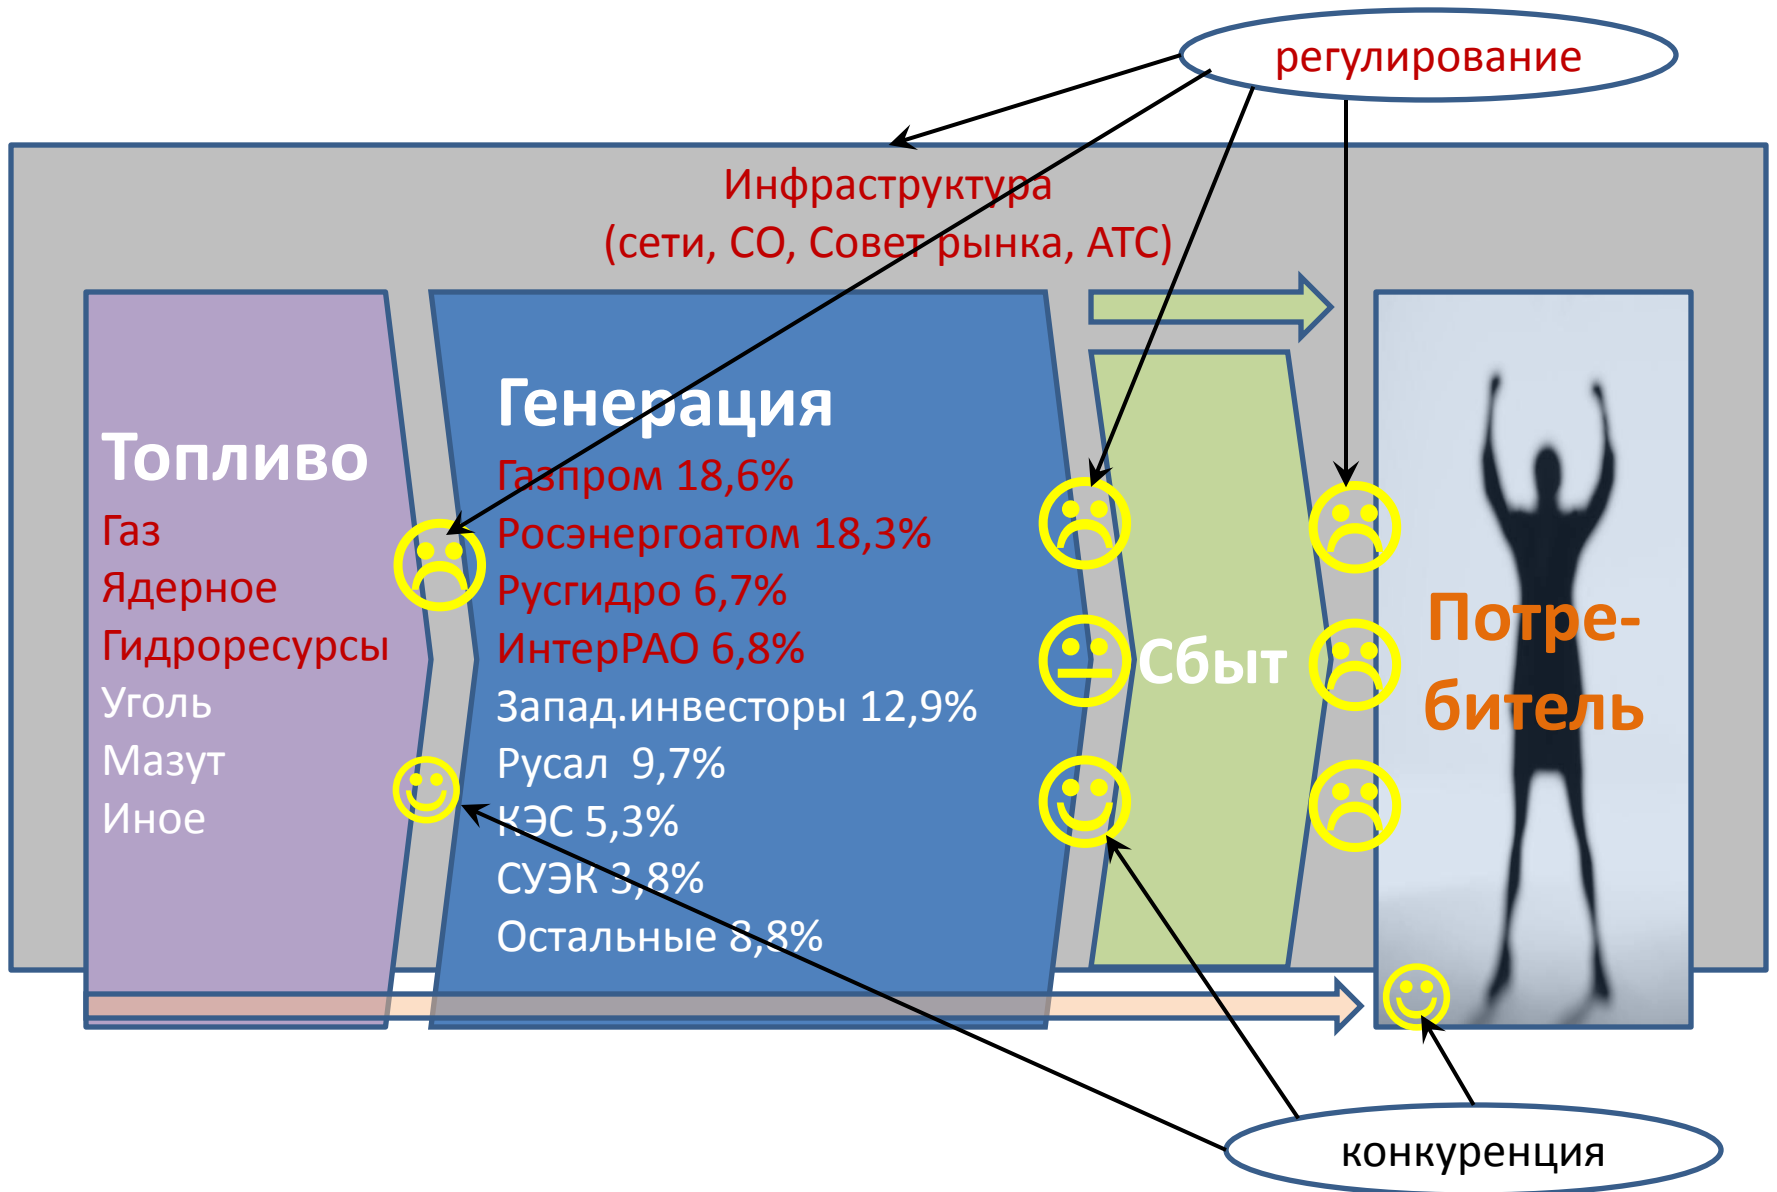 регулирование
Инфраструктура
(сети, СО, Совет рынка, АТС)
Топливо
Газ
Ядерное
Гидроресурсы
Уголь
Мазут
Иное
Генерация
Газпром 18,6%
Росэнергоатом 18,3%
Русгидро 6,7%
ИнтерРАО 6,8%
Запад.инвесторы 12,9%
Русал 9,7%
КЭС 5,3%
СУЭК 3,8%
Остальные 8,8%
Сбыт
Потре-
битель
конкуренция